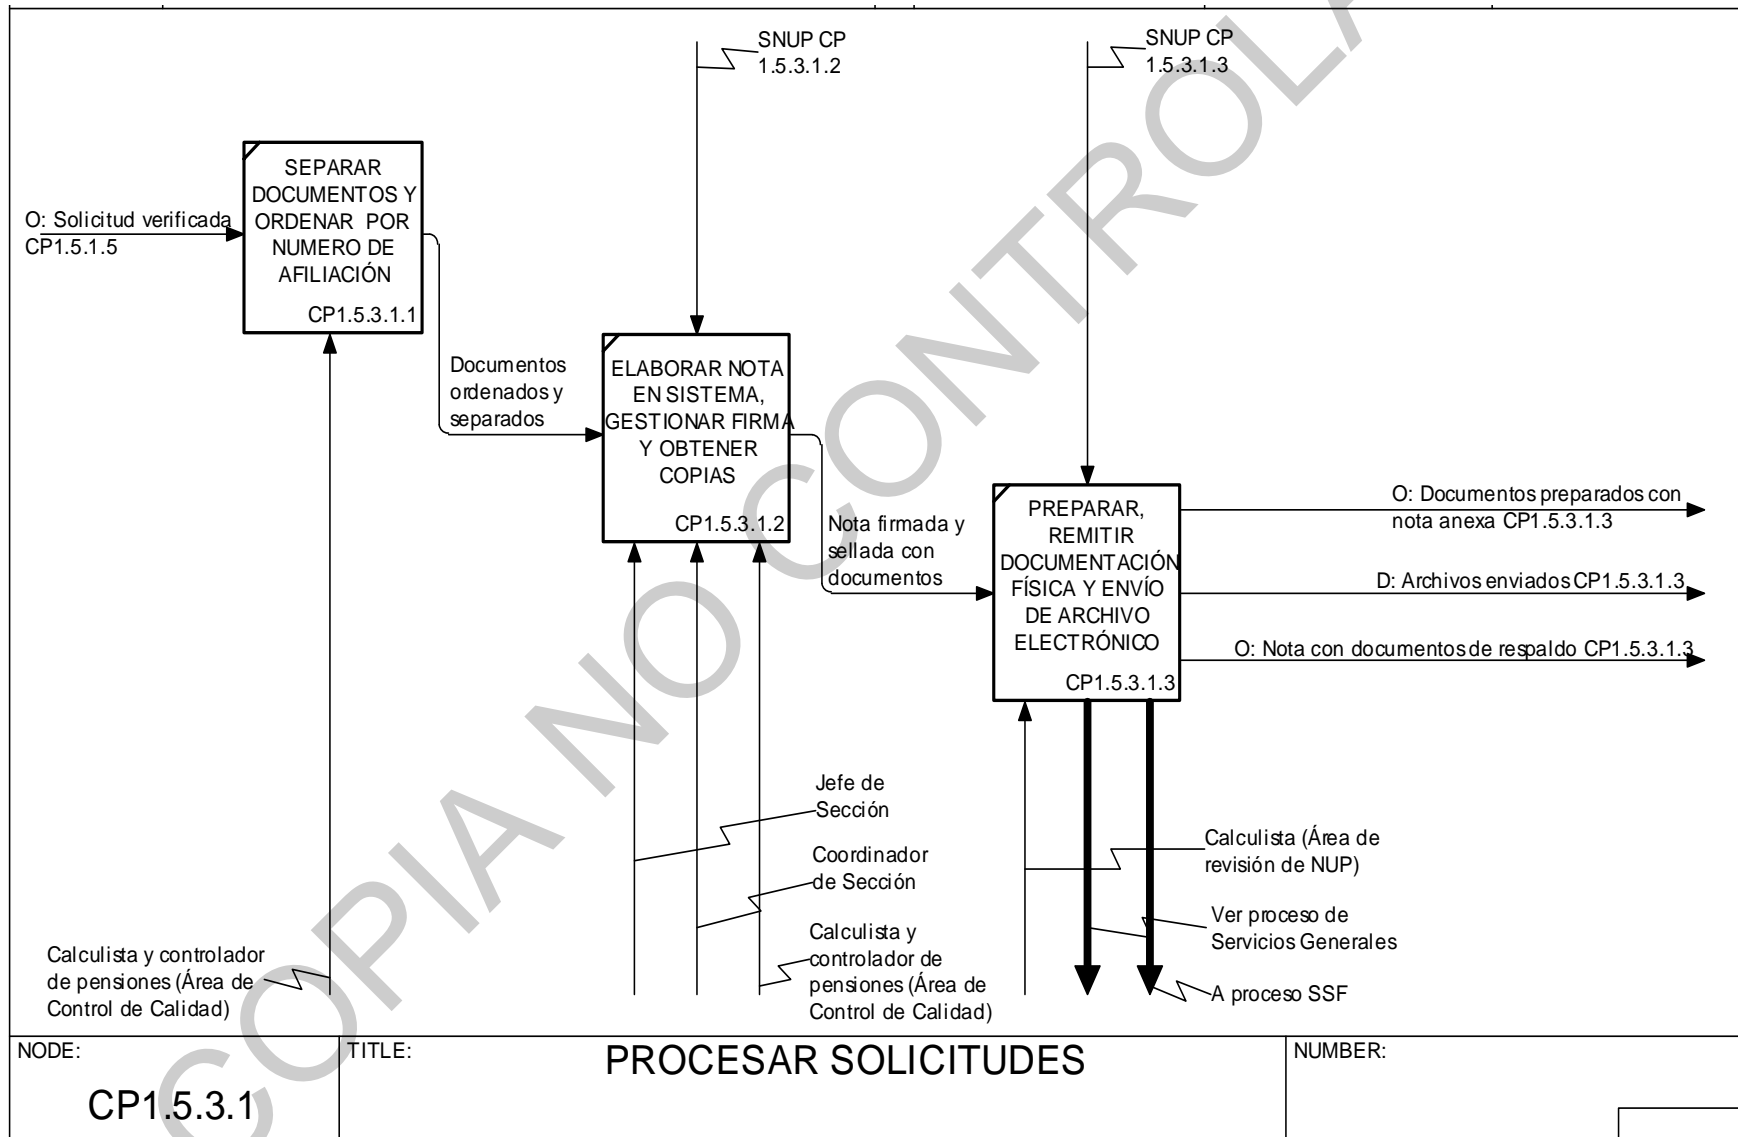 SNUP CP
1.5.3.1.2
SNUP CP
1.5.3.1.3
SEPARAR
DOCUMENTOS Y
ORDENAR POR
NUMERO DE
AFILIACIÓN
CP1.5.3.1.1
O: Solicitud verificada
CP1.5.1.5
Documentos
ordenados y
separados
ELABORAR NOTA
EN SISTEMA,
GESTIONAR FIRMA
Y OBTENER
COPIAS
CP1.5.3.1.2
Nota firmada y
sellada con
documentos
PREPARAR,
REMITIR
DOCUMENTACIÓN
FÍSICA Y ENVÍO
DE ARCHIVO
ELECTRÓNICO
CP1.5.3.1.3
O: Documentos preparados con
nota anexa CP1.5.3.1.3
D: Archivos enviados CP1.5.3.1.3
O: Nota con documentos de respaldo CP1.5.3.1.3
Jefe de
Sección
Coordinador
de Sección
Calculista y
controlador de
pensiones (Área de
Control de Calidad)
Calculista (Área de
revisión de NUP)
Ver proceso de
Servicios Generales
A proceso SSF
Calculista y controlador
de pensiones (Área de
Control de Calidad)
COPIA NO CONTROLA
NODE:
CP1.5.3.1
TITLE:
PROCESAR SOLICITUDES
NUMBER: